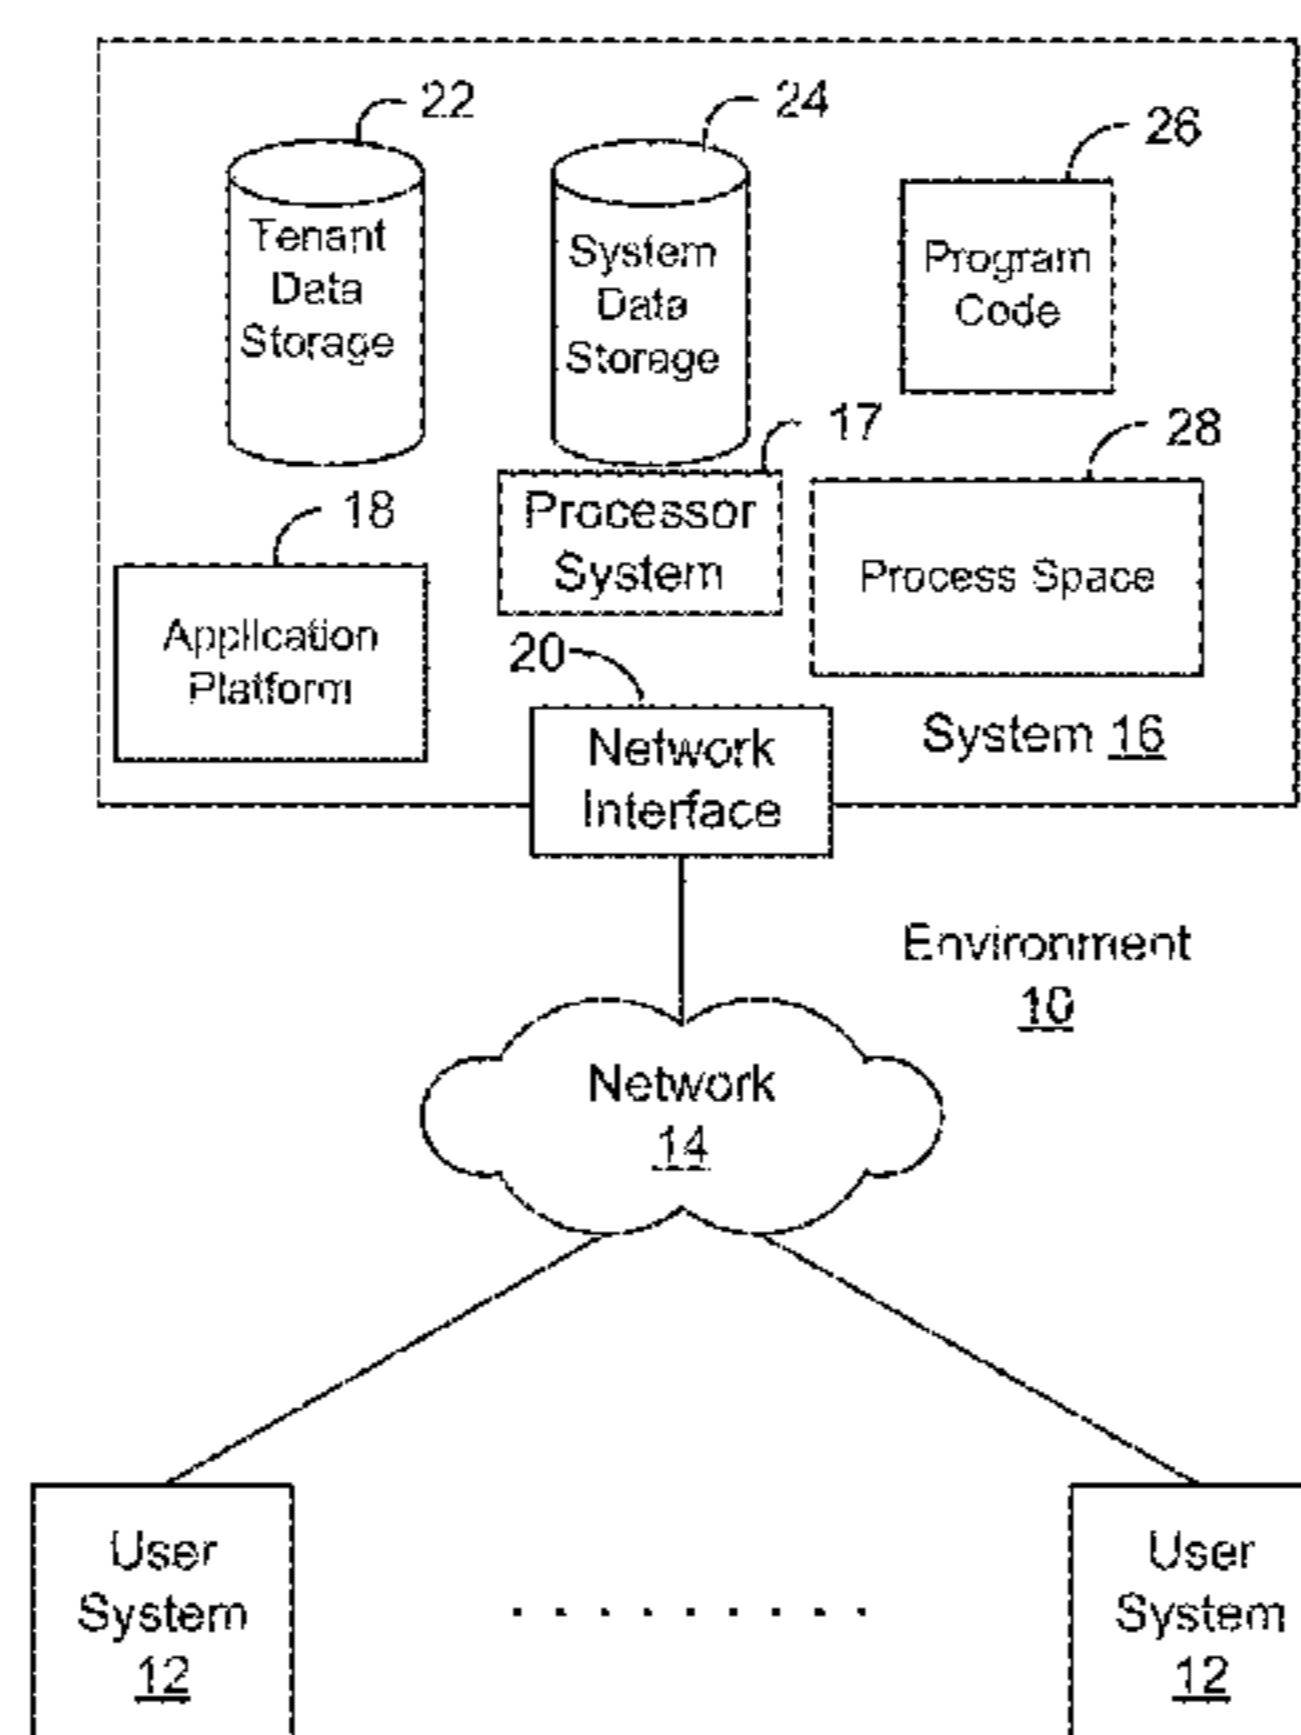 22
24
26
Tenant
Data
Storage
System
Data
Storage
Program
Code
17
28
18
Processor
System
Process Space
Application
Platform
20
Network
Interface
System 16
Environment
10
Network
14
User
System
12
. . . . . . . . .
User
System
12